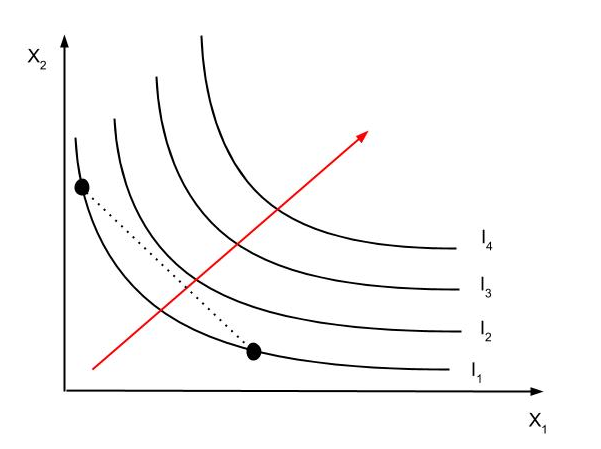 X₂
I₄
I₃
I₂
I₁
X₁